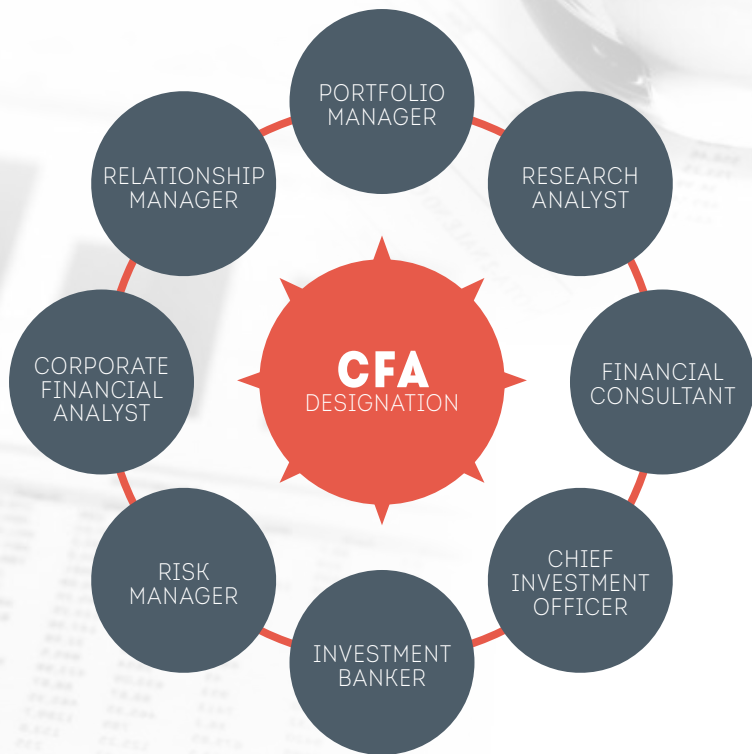 PORTFOLIO
MANAGER
RESEARCH
ANALYST
FINANCIAL
CONSULTANT
CHIEF
INVESTMENT
OFFICER
INVESTMENT
BANKER
RISK
MANAGER
CORPORATE
FINANCIAL
ANALYST
RELATIONSHIP
MANAGER
CFA
DESIGNATION